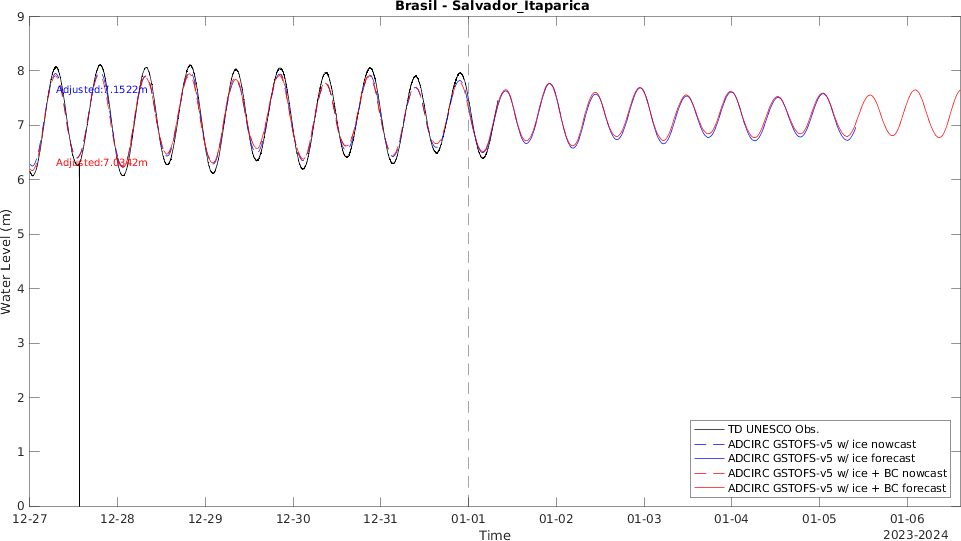 Brasil - Salvador_Itaparica
9
8
7
6
5
4
3
2
1
0
Water Level (m)
Adjusted:7.1522m
Adjusted:7.0342m
TD UNESCO Obs.
ADCIRC GSTOFS-v5 w/ ice nowcast
ADCIRC GSTOFS-v5 w/ ice forecast
ADCIRC GSTOFS-v5 w/ ice + BC nowcast
ADCIRC GSTOFS-v5 w/ ice + BC forecast
12-27 12-28 12-29 12-30 12-31 01-01 01-02 01-03 01-04 01-05 01-06
2023-2024
Time